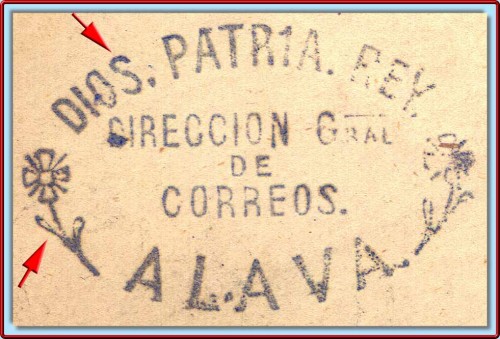 DIOS. PATRIA. REY.
DIRECCION GRAL
DE
CORREOS.
ALAVA.